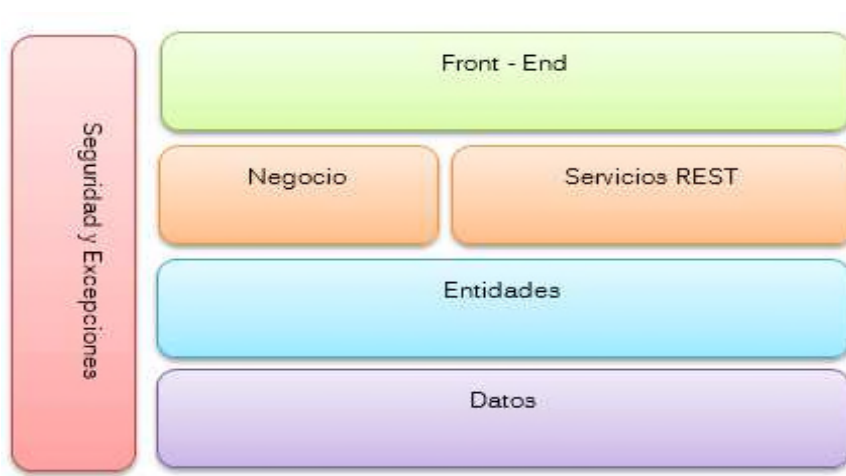 Front - End
Seguridad y Excepciones
Negocio
Servicios REST
Entidades
Datos